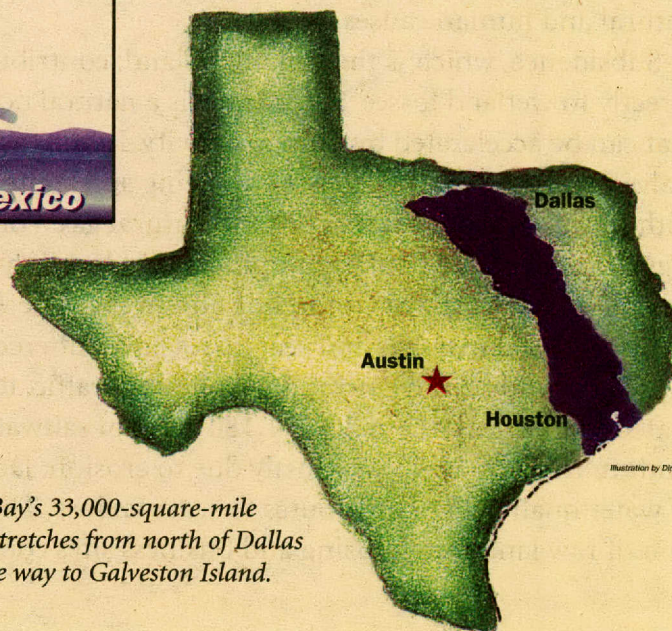 exico
Dallas
Austin
Houston
Illustration by
Bay's 33,000-square-mile
tretches from north of Dallas
e way to Galveston Island.